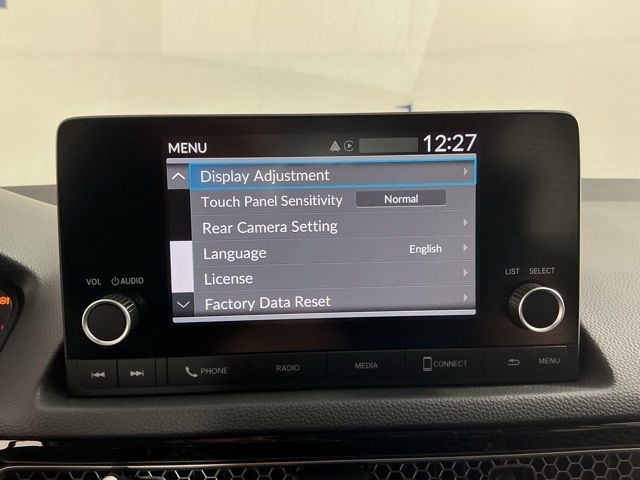 MENU 12:27
Display Adjustment
Touch Panel Sensitivity Normal
Rear Camera Setting
Language English
License
Factory Data Reset
VOL AUDIO
LIST SELECT
PHONE RADIO MEDIA CONNECT MENU